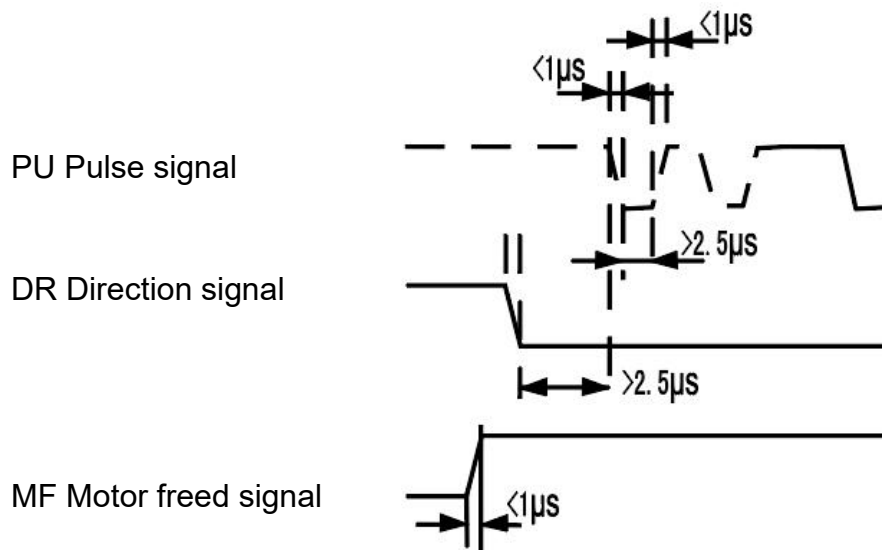 <1µs
<1µs
PU Pulse signal
>2.5µs
DR Direction signal
>2.5µs
MF Motor freed signal
<1µs